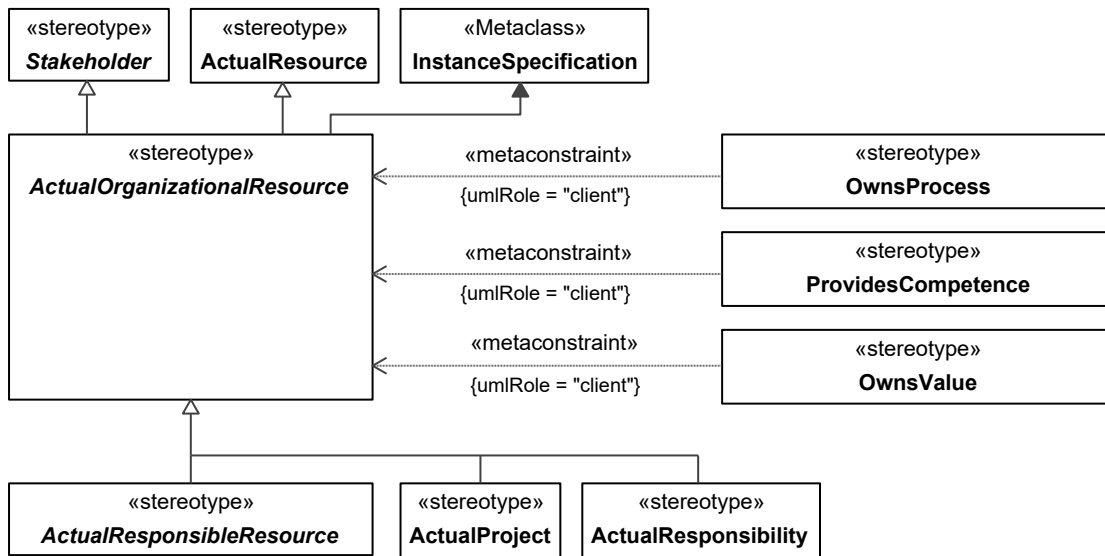 «stereotype»
Stakeholder
«stereotype»
ActualResource
«Metaclass»
InstanceSpecification
«stereotype»
ActualOrganizationalResource
«metaconstraint»
{umlRole = "client"}
«stereotype»
OwnsProcess
«metaconstraint»
{umlRole = "client"}
«stereotype»
ProvidesCompetence
«metaconstraint»
{umlRole = "client"}
«stereotype»
OwnsValue
«stereotype»
ActualResponsibleResource
«stereotype»
ActualProject
«stereotype»
ActualResponsibility